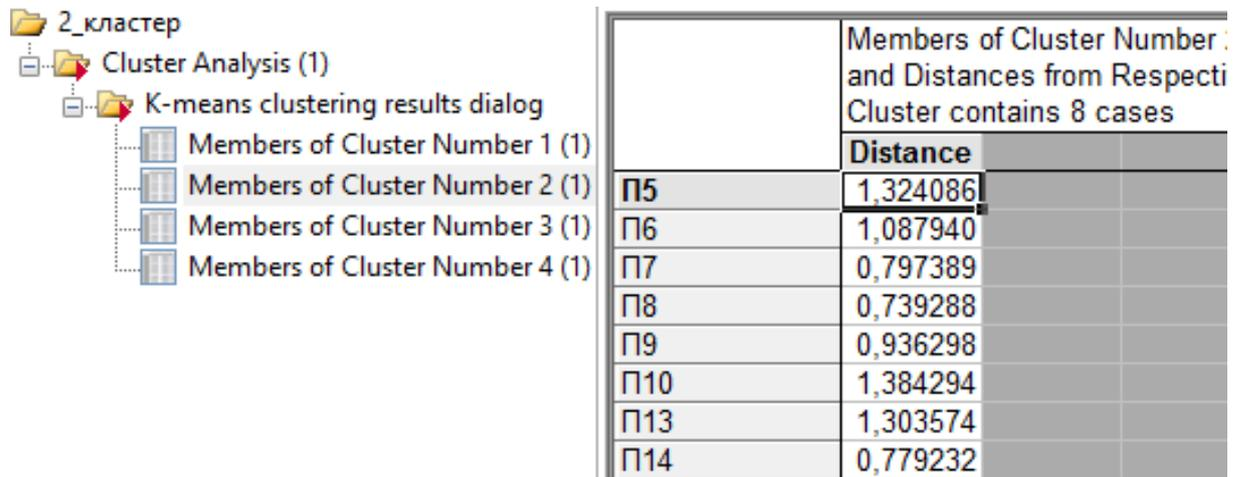 2_кластер
Cluster Analysis (1)
K-means clustering results dialog
Members of Cluster Number 1 (1)
Members of Cluster Number 2 (1)
Members of Cluster Number 3 (1)
Members of Cluster Number 4 (1)
Members of Cluster Number
and Distances from Respecti
Cluster contains 8 cases
Distance
П5 1,324086
П6 1,087940
П7 0,797389
П8 0,739288
П9 0,936298
П10 1,384294
П13 1,303574
П14 0,779232